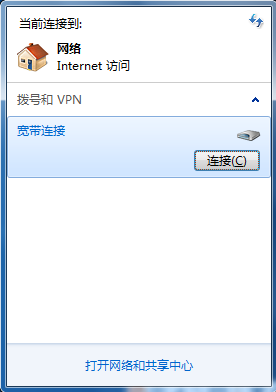 当前连接到:
网络
Internet 访问
拨号和 VPN
宽带连接
连接(C)
打开网络和共享中心